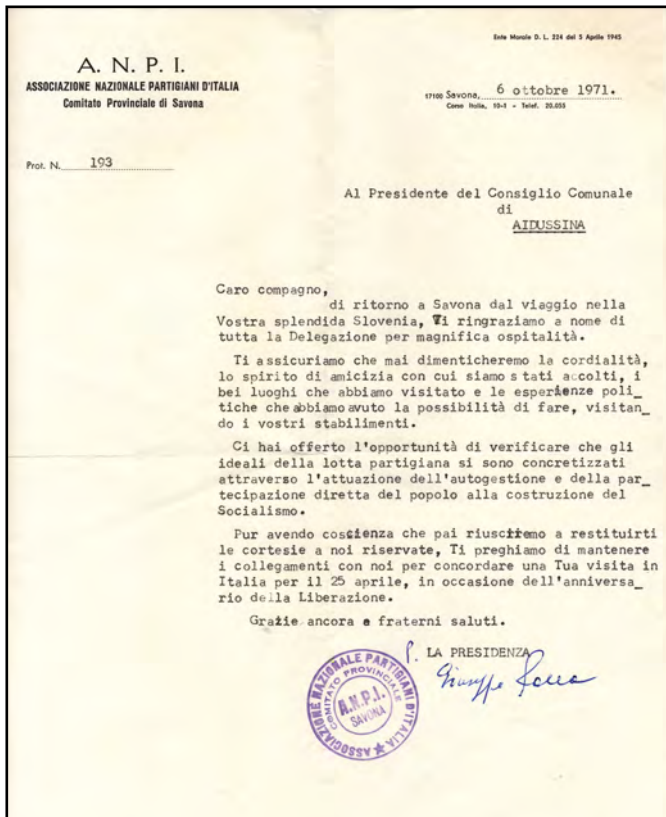 Ente Morale D. L. 224 del 5 Aprile 1945
A. N. P. I.
ASSOCIAZIONE NAZIONALE PARTIGIANI D'ITALIA
Comitato Provinciale di Savona
17100 Savona, 6 ottobre 1971.
Corso Italia, 10-1 - Telef. 20.055
Prot. N. 193
Al Presidente del Consiglio Comunale
di
AIDUSSINA
Caro compagno,
di ritorno a Savona dal viaggio nella
Vostra splendida Slovenia, Ti ringraziamo a nome di
tutta la Delegazione per magnifica ospitalità.
Ti assicuriamo che mai dimenticheremo la cordialità,
lo spirito di amicizia con cui siamo stati accolti, i
bei luoghi che abbiamo visitato e le esperienze poli_
tiche che abbiamo avuto la possibilità di fare, visitan_
do i vostri stabilimenti.
Ci hai offerto l'opportunità di verificare che gli
ideali della lotta partigiana si sono concretizzati
attraverso l'attuazione dell'autogestione e della par_
tecipazione diretta del popolo alla costruzione del
Socialismo.
Pur avendo coscienza che pai riusciremo a restituirti
le cortesie a noi riservate, Ti preghiamo di mantenere
i collegamenti con noi per concordare una Tua visita in
Italia per il 25 aprile, in occasione dell'anniversa_
rio della Liberazione.
Grazie ancora e fraterni saluti.
p. LA PRESIDENZA
Giuseppe
ASSOCIAZIONE NAZIONALE PARTIGIANI D'ITALIA
COMITATO PROVINCIALE
A.N.P.I.
SAVONA